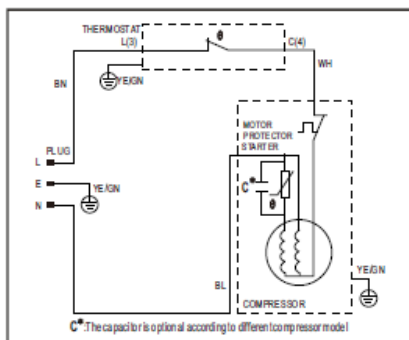 THERMOSTAT
L(3)
θ
C(4)
YE/GN
BN
WH
MOTOR
PROTECTOR
STARTER
PLUG
L
E
YE/GN
N
C*
θ
BL
YE/GN
COMPRESSOR
C*:The capacitor is optional according to different compressor model